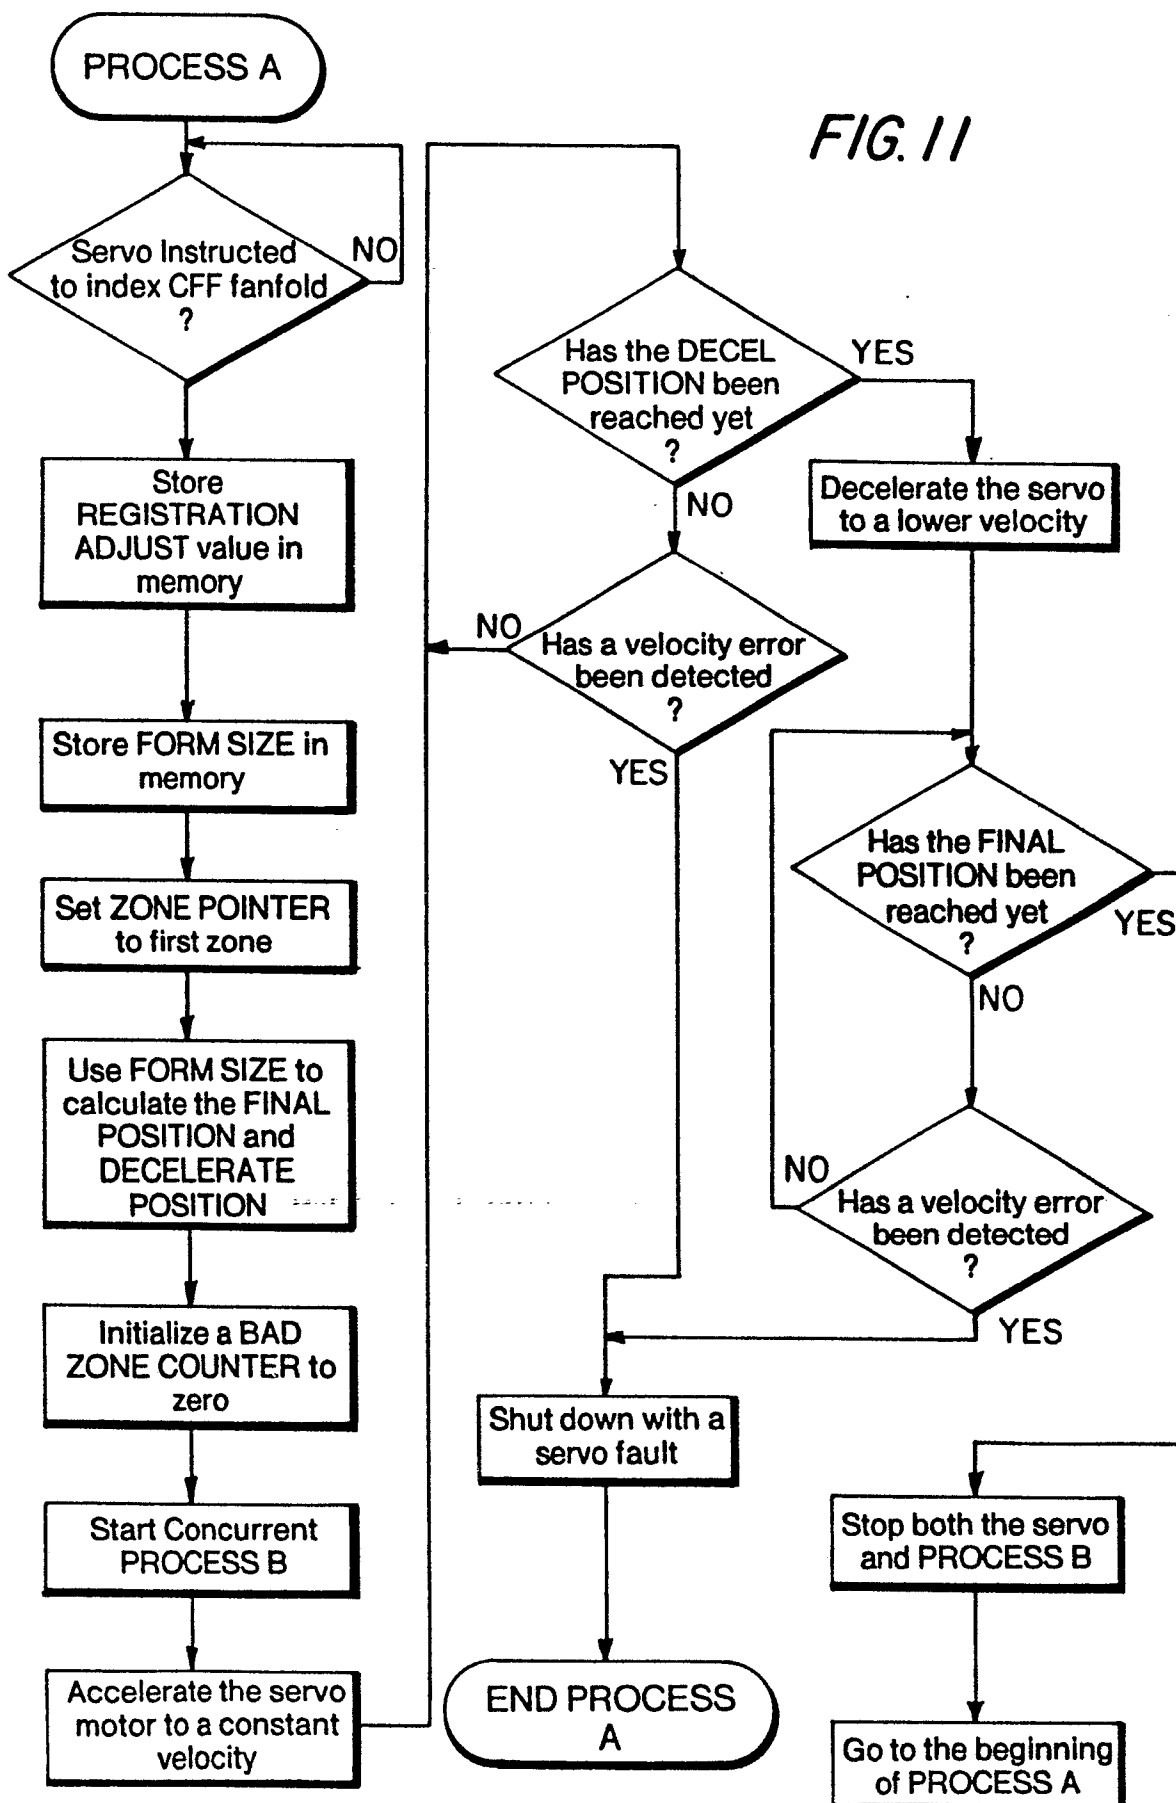 PROCESS A
FIG. 11
Servo Instructed
to index CFF fanfold
?
NO
Store
REGISTRATION
ADJUST value in
memory
Store FORM SIZE in
memory
Set ZONE POINTER
to first zone
Use FORM SIZE to
calculate the FINAL
POSITION and
DECELERATE
POSITION
Initialize a BAD
ZONE COUNTER to
zero
Start Concurrent
PROCESS B
Accelerate the servo
motor to a constant
velocity
Has the DECEL
POSITION been
reached yet
?
YES
NO
Has a velocity error
been detected
?
NO
YES
Decelerate the servo
to a lower velocity
Has the FINAL
POSITION been
reached yet
?
YES
NO
Has a velocity error
been detected
?
NO
YES
Shut down with a
servo fault
END PROCESS
A
Stop both the servo
and PROCESS B
Go to the beginning
of PROCESS A